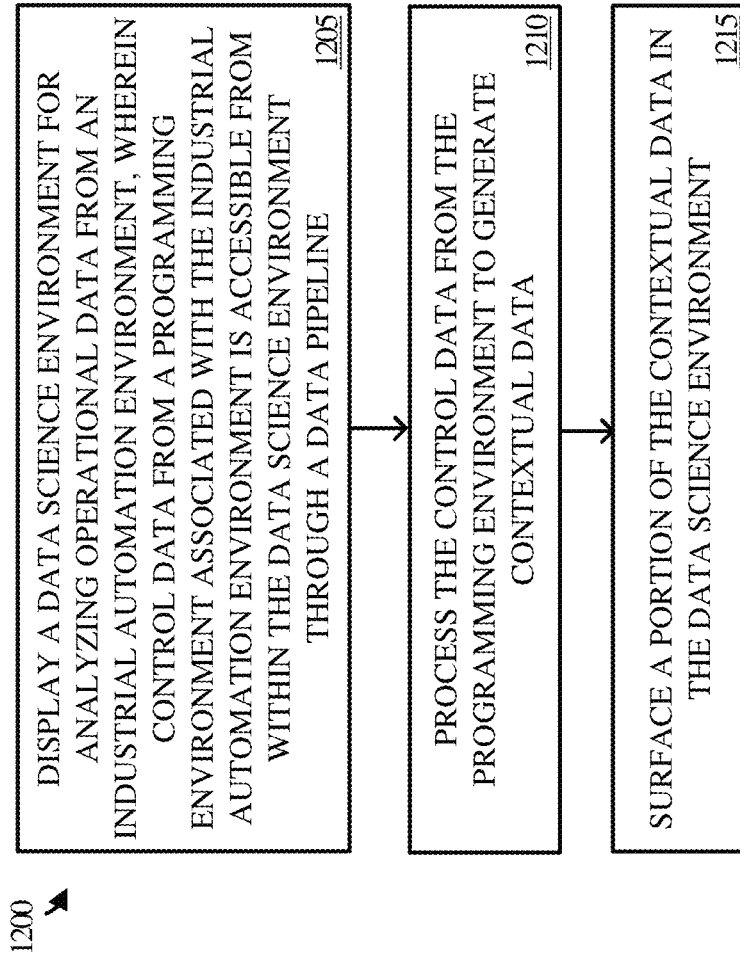 1200
DISPLAY A DATA SCIENCE ENVIRONMENT FOR
ANALYZING OPERATIONAL DATA FROM AN
INDUSTRIAL AUTOMATION ENVIRONMENT, WHEREIN
CONTROL DATA FROM A PROGRAMMING
ENVIRONMENT ASSOCIATED WITH THE INDUSTRIAL
AUTOMATION ENVIRONMENT IS ACCESSIBLE FROM
WITHIN THE DATA SCIENCE ENVIRONMENT
THROUGH A DATA PIPELINE
1205
PROCESS THE CONTROL DATA FROM THE
PROGRAMMING ENVIRONMENT TO GENERATE
CONTEXTUAL DATA
1210
SURFACE A PORTION OF THE CONTEXTUAL DATA IN
THE DATA SCIENCE ENVIRONMENT
1215